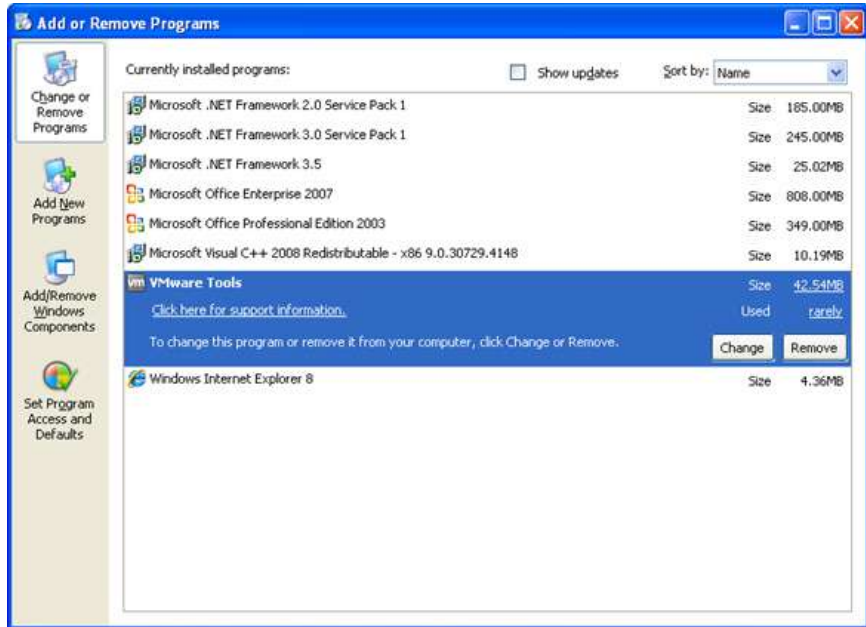 Add or Remove Programs
Change or
Remove
Programs
Add New
Programs
Add/Remove
Windows
Components
Set Program
Access and
Defaults
Currently installed programs:
Show updates
Sort by: Name
Microsoft .NET Framework 2.0 Service Pack 1 Size 185.00MB
Microsoft .NET Framework 3.0 Service Pack 1 Size 245.00MB
Microsoft .NET Framework 3.5 Size 25.02MB
Microsoft Office Enterprise 2007 Size 808.00MB
Microsoft Office Professional Edition 2003 Size 349.00MB
Microsoft Visual C++ 2008 Redistributable - x86 9.0.30729.4148 Size 10.19MB
vm VMware Tools Size 42.54MB
Click here for support information. Used rarely
To change this program or remove it from your computer, click Change or Remove. Change Remove
Windows Internet Explorer 8 Size 4.36MB